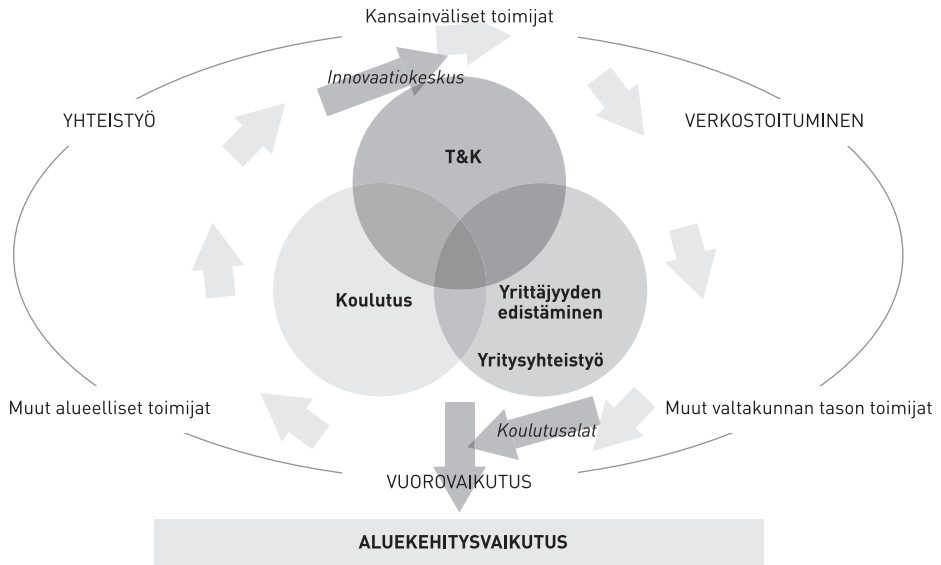 Kansainväliset toimijat
Innovaatiokeskus
YHTEISTYÖ
VERKOSTOITUMINEN
T&K
Koulutus
Yrittäjyyden
edistäminen
Yritysyhteistyö
Muut alueelliset toimijat
Muut valtakunnan tason toimijat
Koulutusalat
VUOROVAIKUTUS
ALUEKEHITYSVAIKUTUS